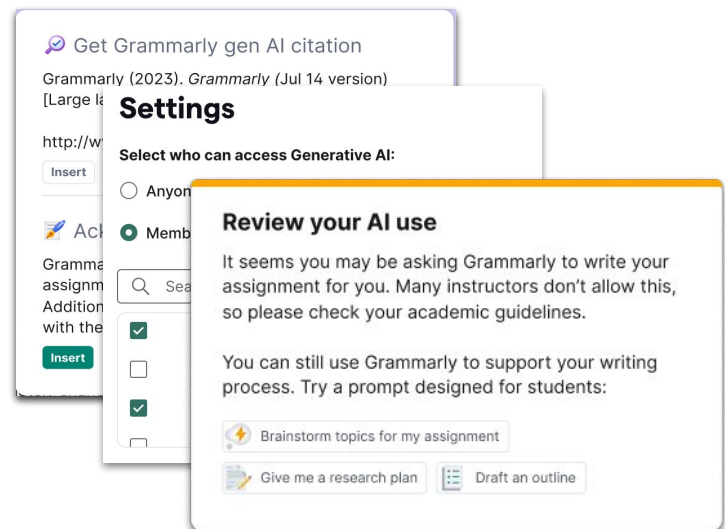 Get Grammarly gen AI citation
Grammarly (2023). Grammarly (Jul 14 version)
[Large
http://w
Insert
Gramma
assignm
Addition
with the
Insert
Settings
Select who can access Generative AI:
Anyon
Memb
Sea
Review your AI use
It seems you may be asking Grammarly to write your
assignment for you. Many instructors don’t allow this,
so please check your academic guidelines.
You can still use Grammarly to support your writing
process. Try a prompt designed for students:
Brainstorm topics for my assignment
Give me a research plan
Draft an outline